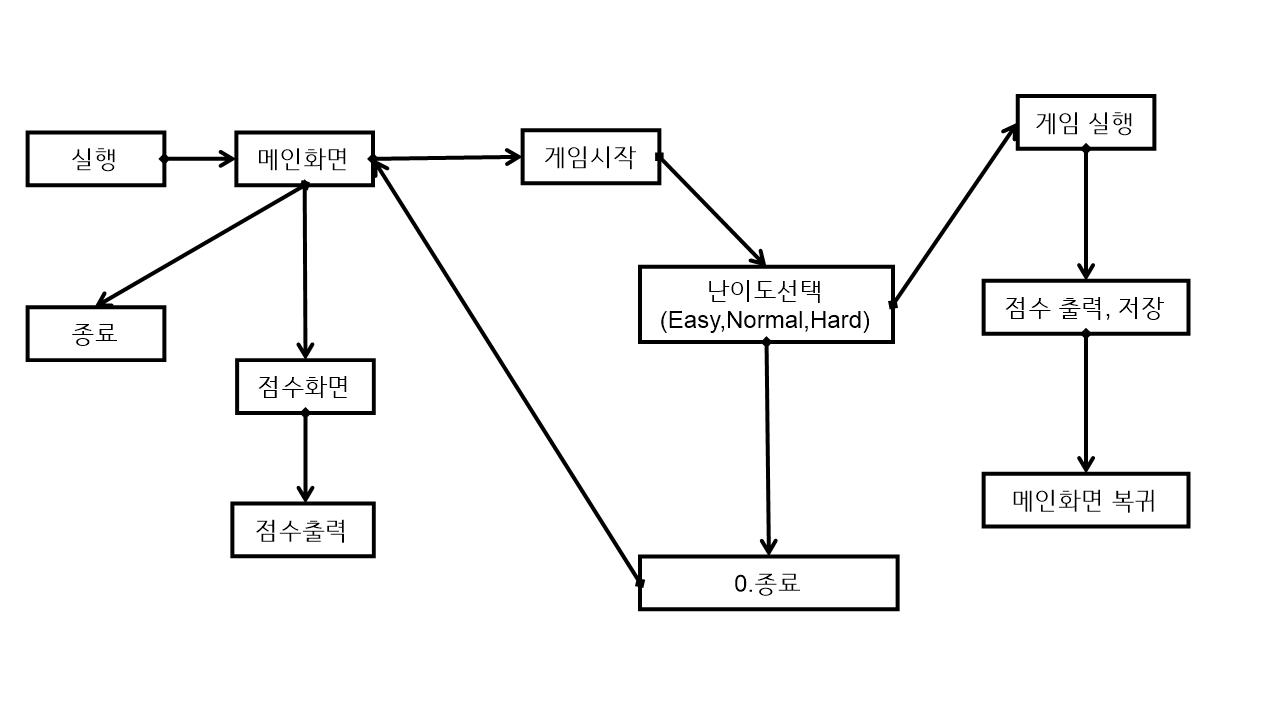 실행
메인화면
게임시작
게임 실행
종료
점수화면
점수출력
난이도선택
(Easy,Normal,Hard)
0.종료
점수 출력, 저장
메인화면 복귀